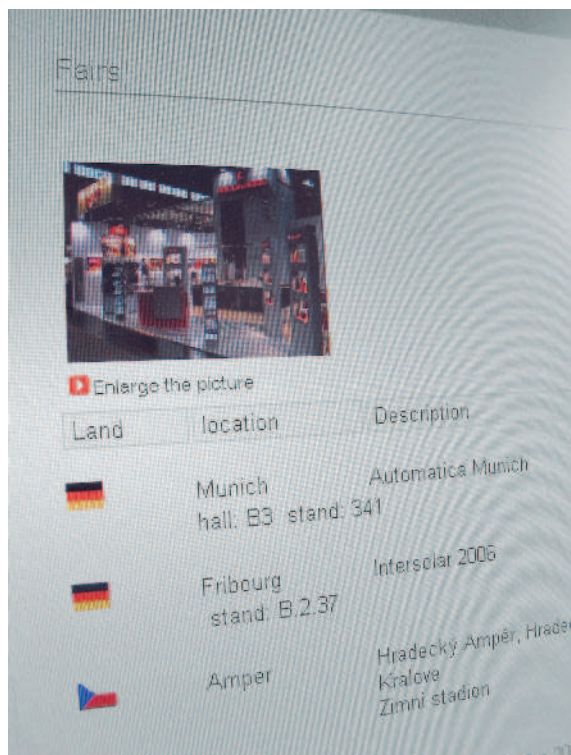 Fairs
Enlarge the picture
Land location Description
Munich Automatica Munich
hall: B3 stand: 341
Fribourg Intersolar 2006
stand: B.2.37
Amper Hradecký Ampér, Hradec
Kralove
Zimní stadion